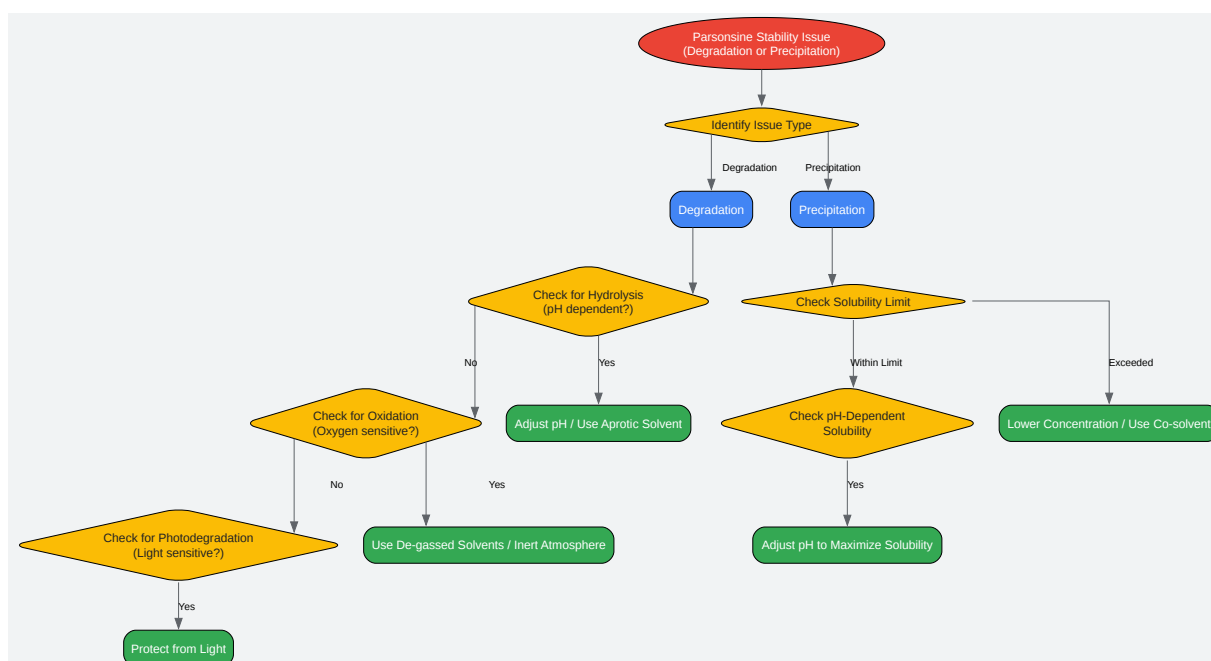 Parsonsine Stability Issue
(Degradation or Precipitation)
Identify Issue Type
Degradation
Precipitation
Degradation
Precipitation
Check for Hydrolysis
(pH dependent?)
Check Solubility Limit
No
Yes
Within Limit
Exceeded
Check for Oxidation
(Oxygen sensitive?)
Adjust pH / Use Aprotic Solvent
Check pH-Dependent
Solubility
Lower Concentration / Use Co-solvent
No
Yes
Yes
Check for Photodegradation
(Light sensitive?)
Use De-gassed Solvents / Inert Atmosphere
Adjust pH to Maximize Solubility
Yes
Protect from Light